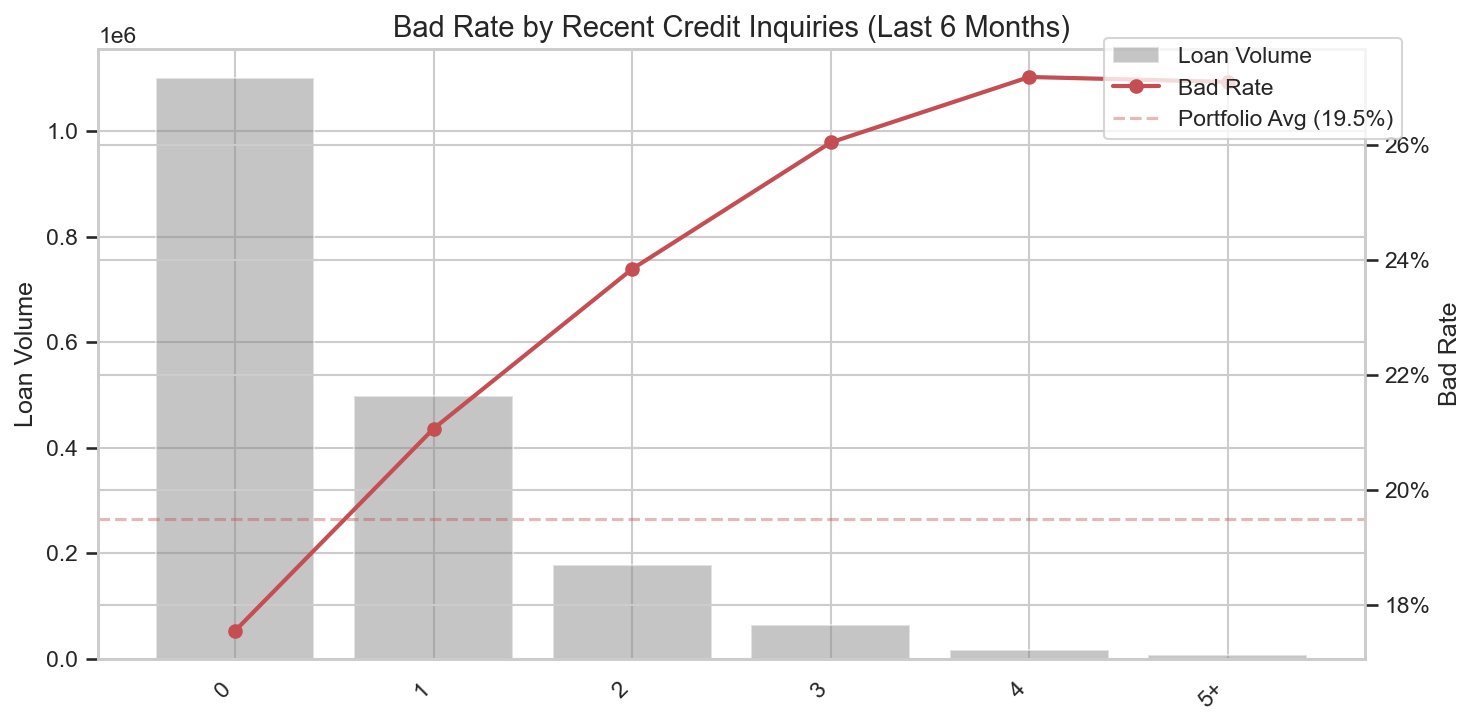 Bad Rate by Recent Credit Inquiries (Last 6 Months)
1e6
Loan Volume
Bad Rate
Portfolio Avg (19.5%)
1.0
0.8
0.6
0.4
0.2
0.0
Loan Volume
26%
24%
22%
20%
18%
Bad Rate
0
1
2
3
4
5+